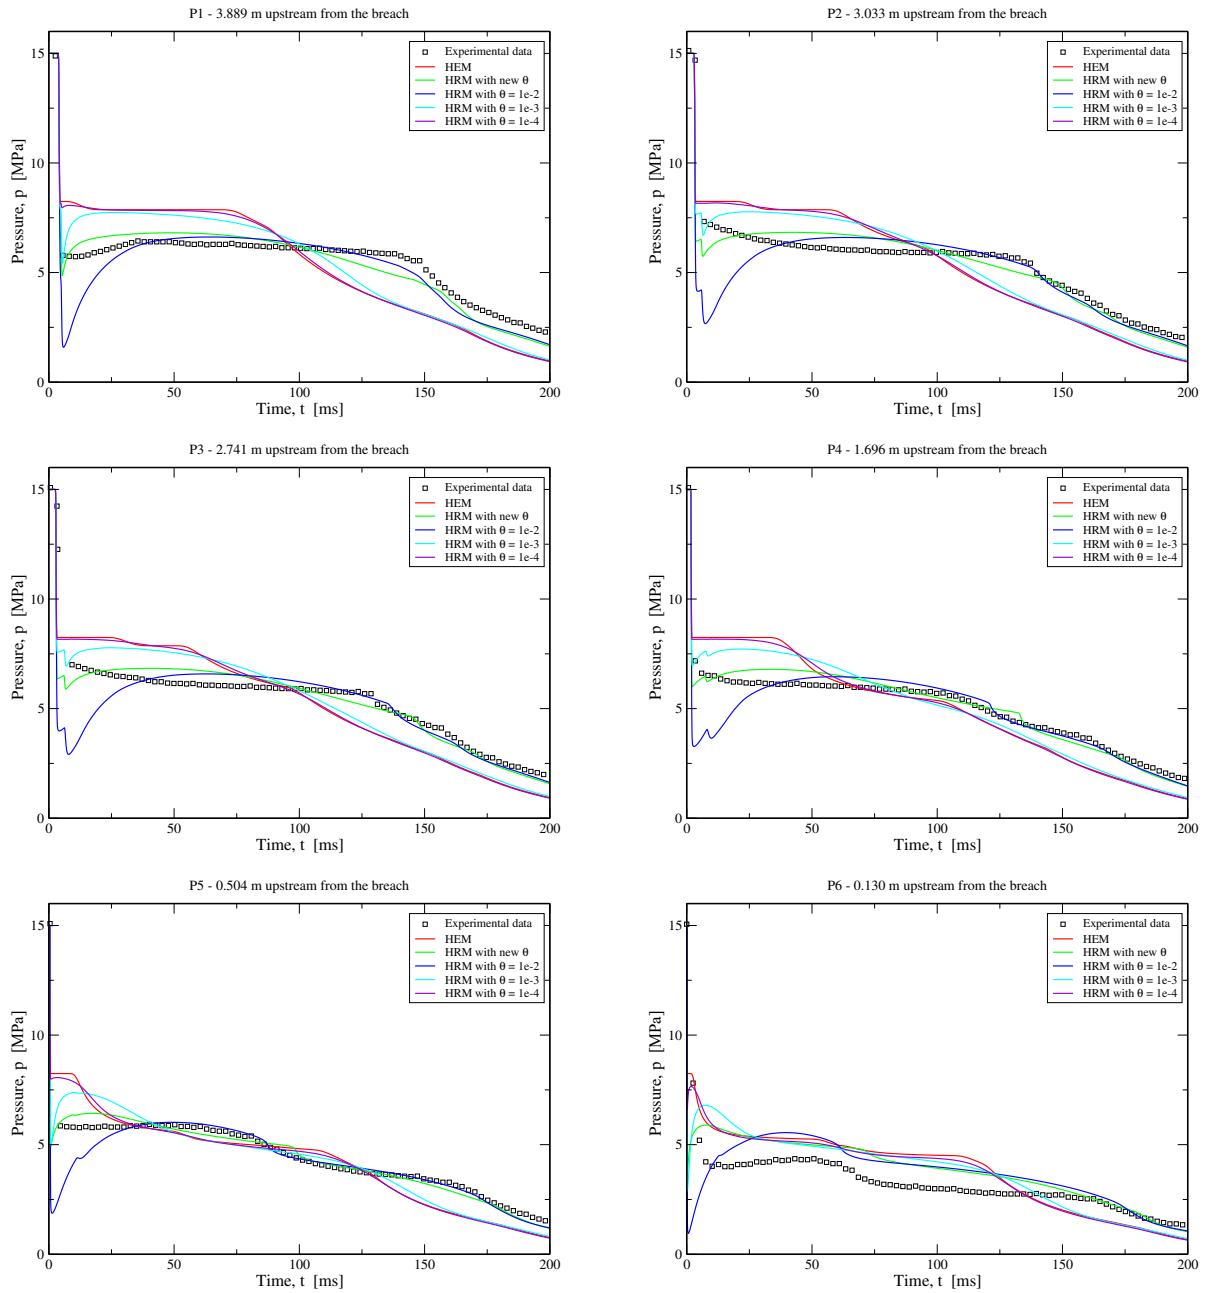 P1 - 3.889 m upstream from the breach
Experimental data
HEM
HRM with new θ
HRM with θ = 1e-2
HRM with θ = 1e-3
HRM with θ = 1e-4
15
10
5
0
Pressure, p [MPa]
0 50 100 150 200
Time, t [ms]
P2 - 3.033 m upstream from the breach
Experimental data
HEM
HRM with new θ
HRM with θ = 1e-2
HRM with θ = 1e-3
HRM with θ = 1e-4
15
10
5
0
Pressure, p [MPa]
0 50 100 150 200
Time, t [ms]
P3 - 2.741 m upstream from the breach
Experimental data
HEM
HRM with new θ
HRM with θ = 1e-2
HRM with θ = 1e-3
HRM with θ = 1e-4
15
10
5
0
Pressure, p [MPa]
0 50 100 150 200
Time, t [ms]
P4 - 1.696 m upstream from the breach
Experimental data
HEM
HRM with new θ
HRM with θ = 1e-2
HRM with θ = 1e-3
HRM with θ = 1e-4
15
10
5
0
Pressure, p [MPa]
0 50 100 150 200
Time, t [ms]
P5 - 0.504 m upstream from the breach
Experimental data
HEM
HRM with new θ
HRM with θ = 1e-2
HRM with θ = 1e-3
HRM with θ = 1e-4
15
10
5
0
Pressure, p [MPa]
0 50 100 150 200
Time, t [ms]
P6 - 0.130 m upstream from the breach
Experimental data
HEM
HRM with new θ
HRM with θ = 1e-2
HRM with θ = 1e-3
HRM with θ = 1e-4
15
10
5
0
Pressure, p [MPa]
0 50 100 150 200
Time, t [ms]